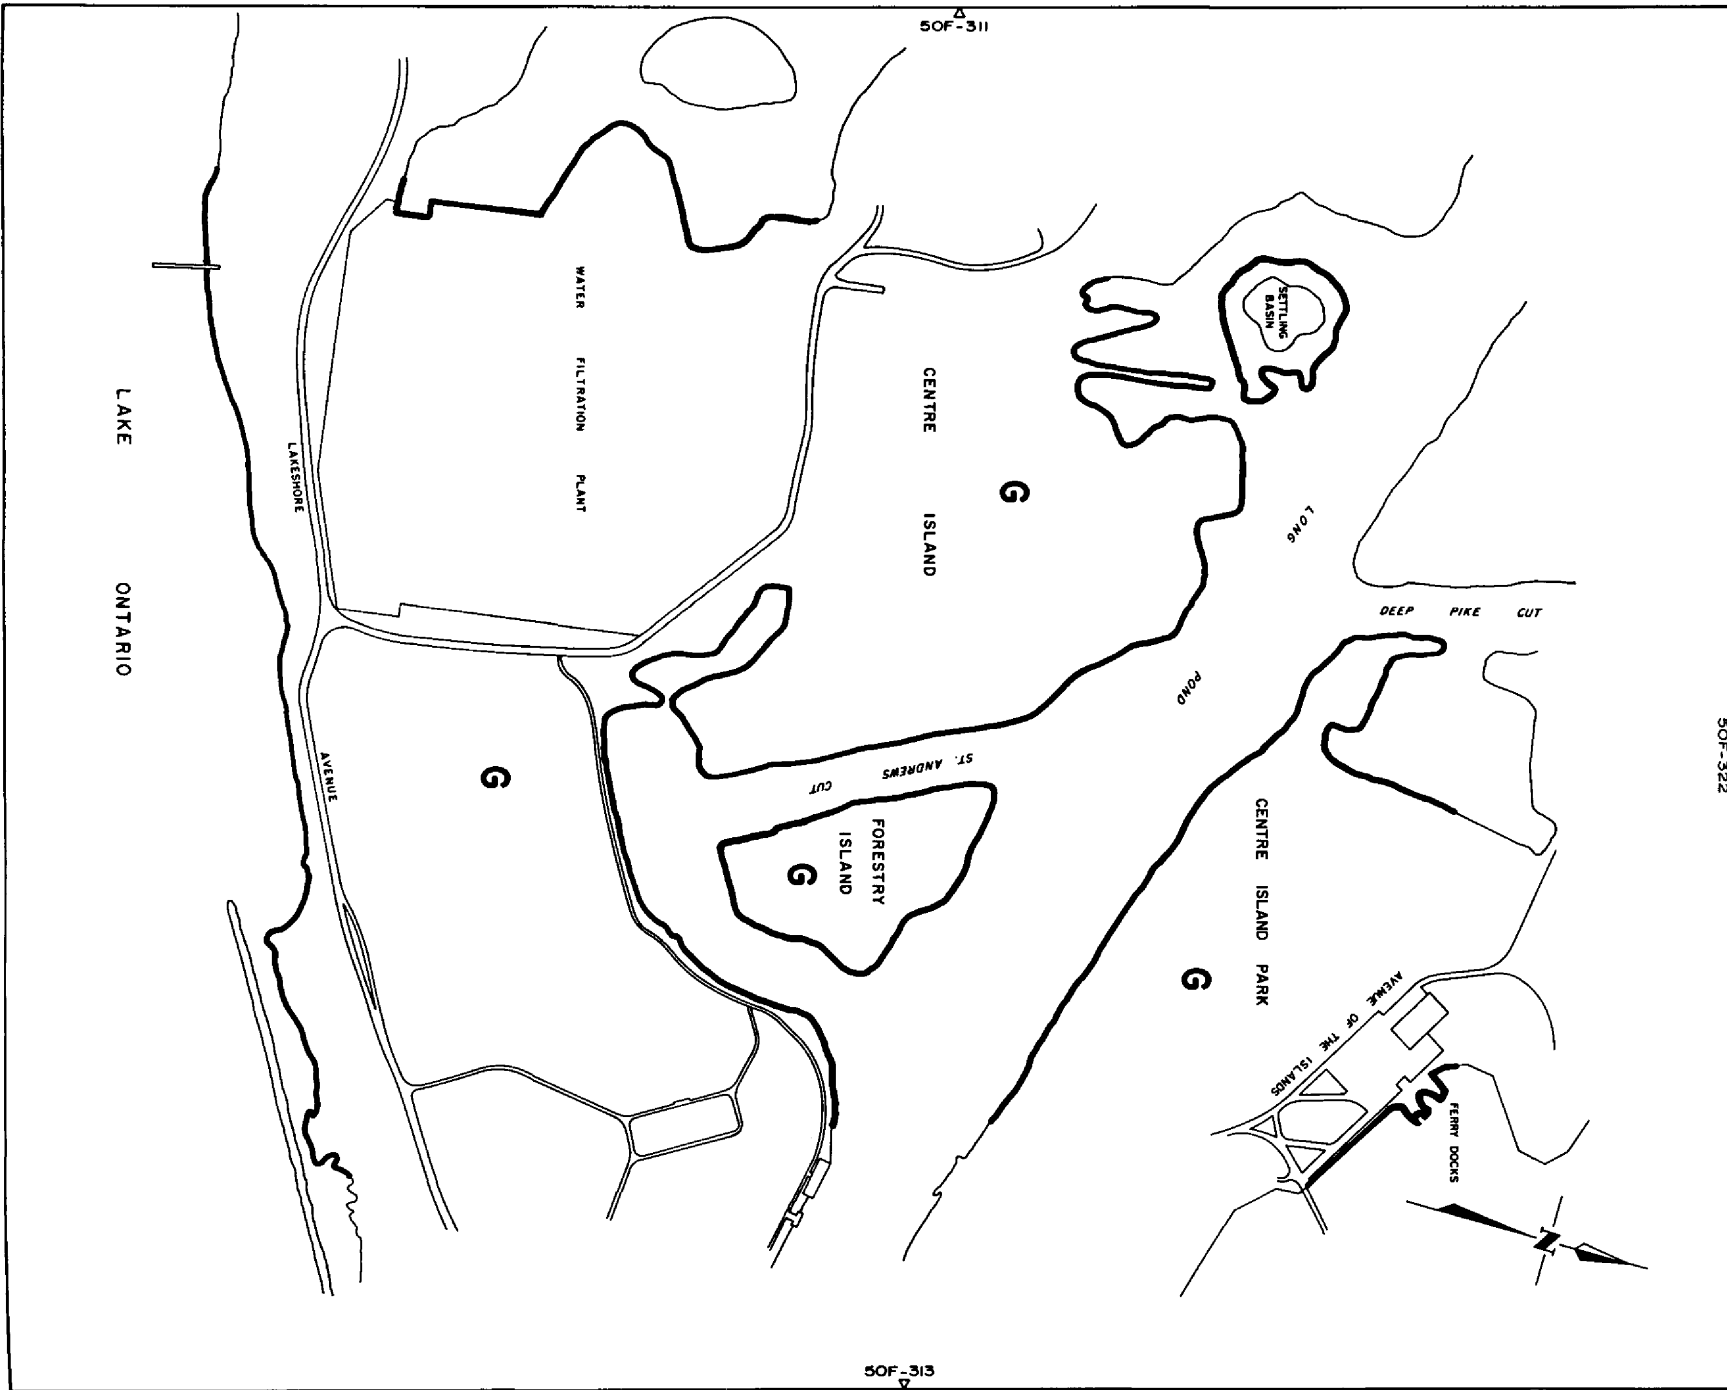 50F-311
50F-322
SETTLING
BASIN
WATER FILTRATION PLANT
CENTRE ISLAND
G
LAKE ONTARIO
LAKESHORE AVENUE
LONG POND
DEEP PIKE CUT
ST. ANDREWS CUT
G
FORESTRY
ISLAND
G
CENTRE ISLAND PARK
G
AVENUE OF THE ISLANDS
FERRY DOCKS
N
50F-313